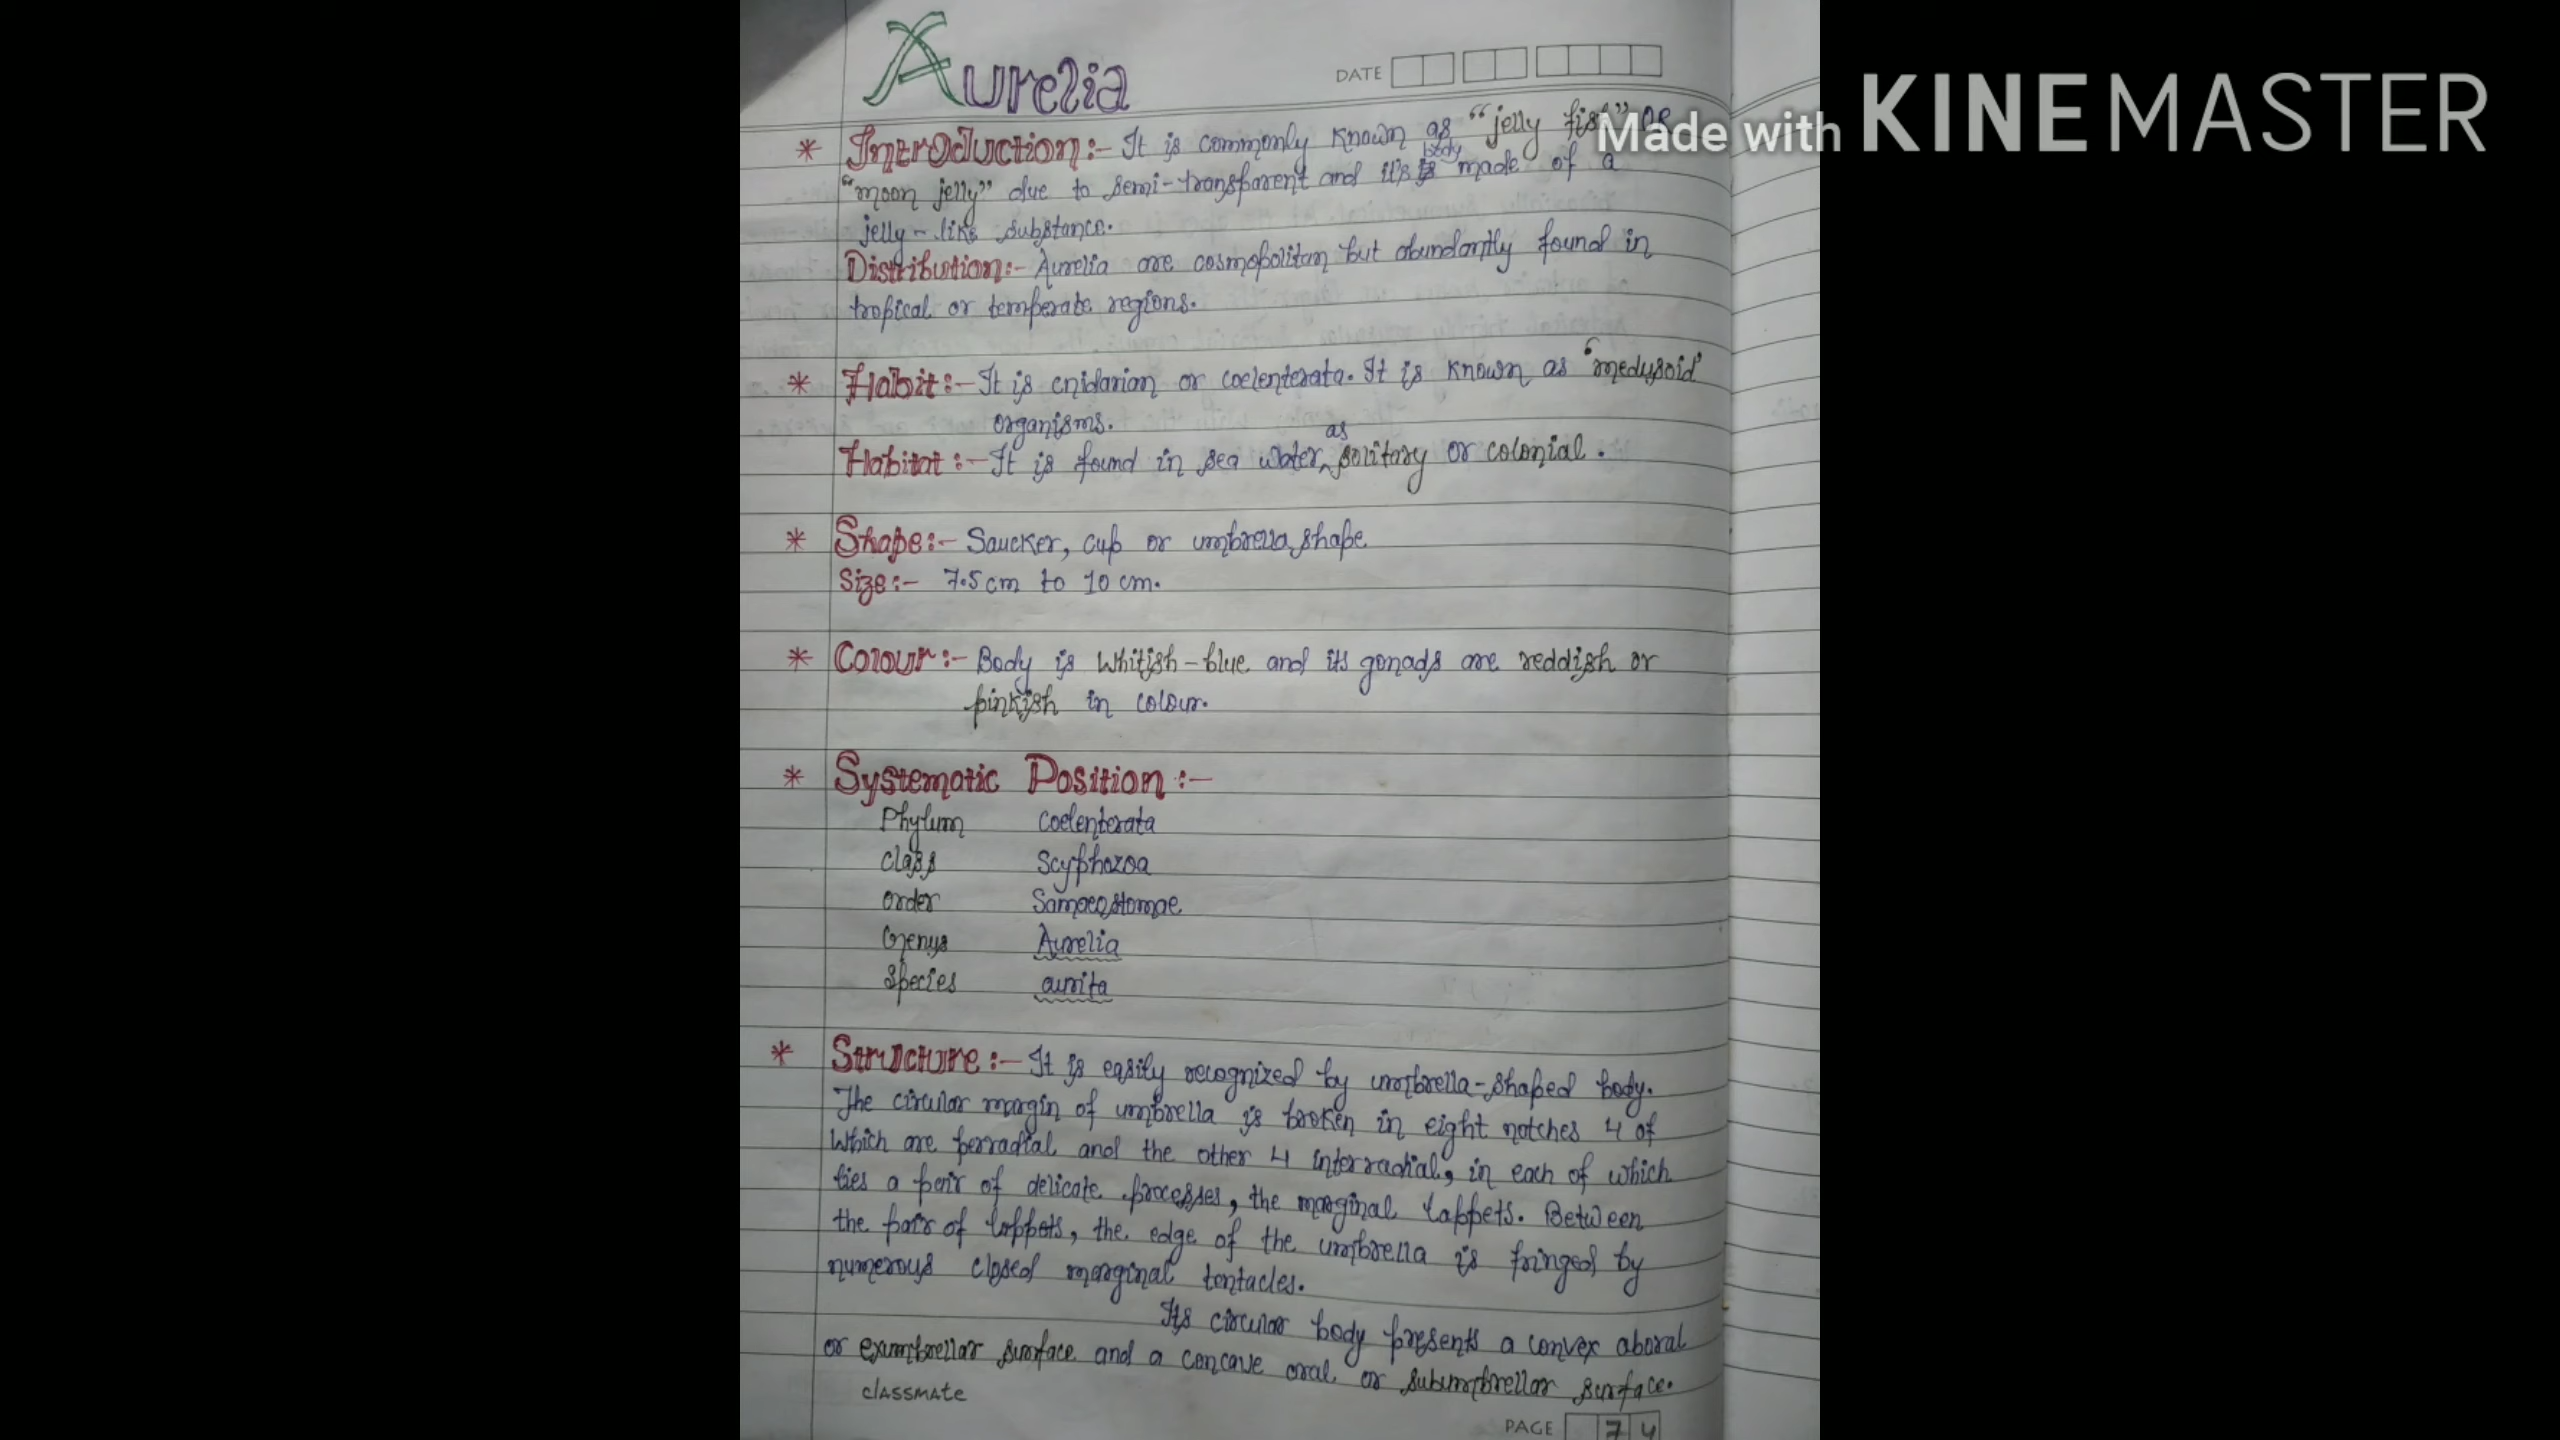 Aurelia
DATE
Made with KINEMASTER
* Introduction:- It is commonly known as "jelly fish" or
"moon jelly" due to semi-transparent and it's body made of a
jelly-like substance.
Distribution:- Aurelia are cosmopolitan but abundantly found in
tropical or temperate regions.
* Habit:- It is cnidarian or coelenterata. It is known as "medusoid"
organisms.
Habitat:- It is found in sea water, as solitary or colonial.
* Shape:- Saucker, cup or umbrella shape
Size:- 7.5cm to 10 cm.
* Colour:- Body is whitish-blue and its gonads are reddish or
pinkish in colour.
* Systematic Position:-
Phylum Coelenterata
Class Scyphozoa
Order Samaeostomae
Genus Aurelia
Species aurita
* Structure:- It is easily recognized by umbrella-shaped body.
The circular margin of umbrella is broken in eight notches 4 of
which are perradial and the other 4 interradial, in each of which
lies a pair of delicate processes, the marginal lappets. Between
the pair of lappets, the edge of the umbrella is fringed by
numerous closed marginal tentacles.
Its circular body presents a convex aboral
or exumbrellar surface and a concave oral or subumbrellar surface.
classmate
PAGE 74